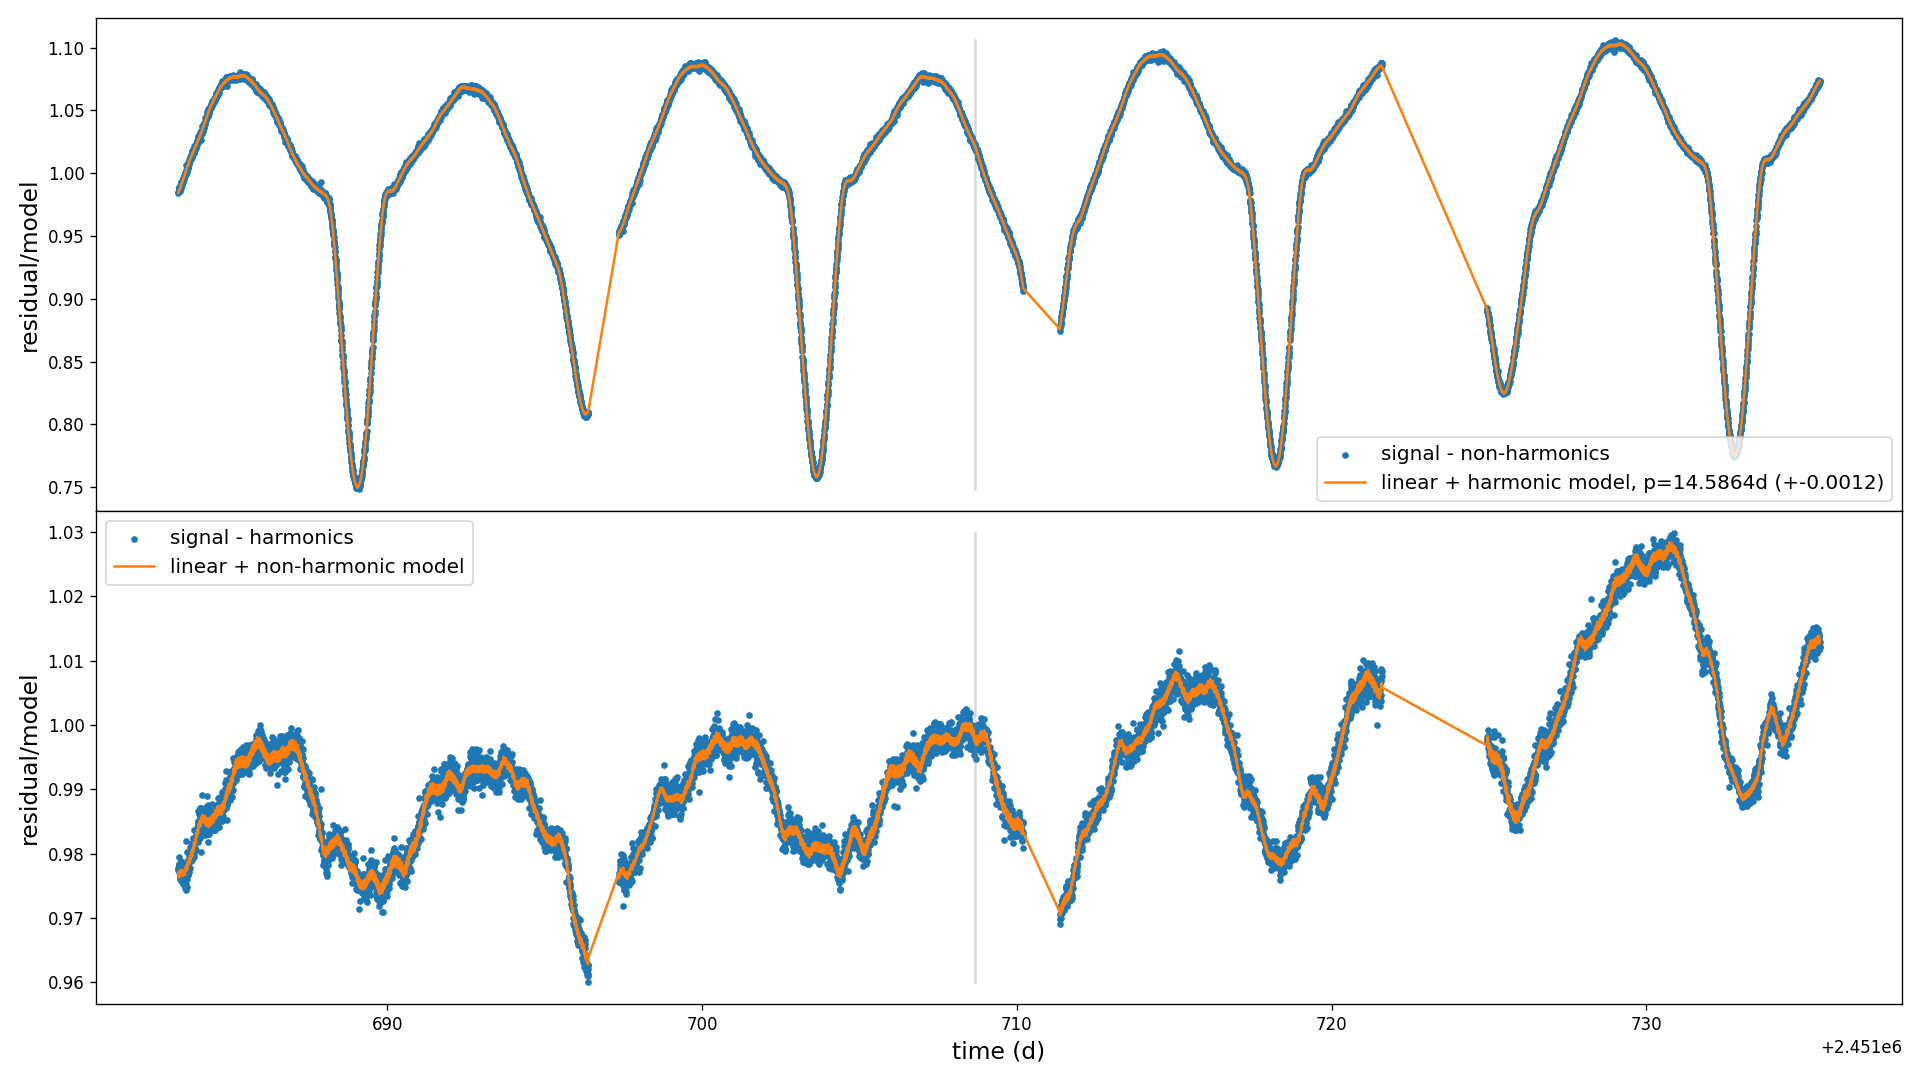 1.10
1.05
1.00
0.95
0.90
0.85
0.80
0.75
residual/model
signal - non-harmonics
linear + harmonic model, p=14.5864d (+-0.0012)
signal - harmonics
linear + non-harmonic model
1.03
1.02
1.01
1.00
0.99
0.98
0.97
0.96
residual/model
690
700
710
720
730
time (d)
+2.451e6